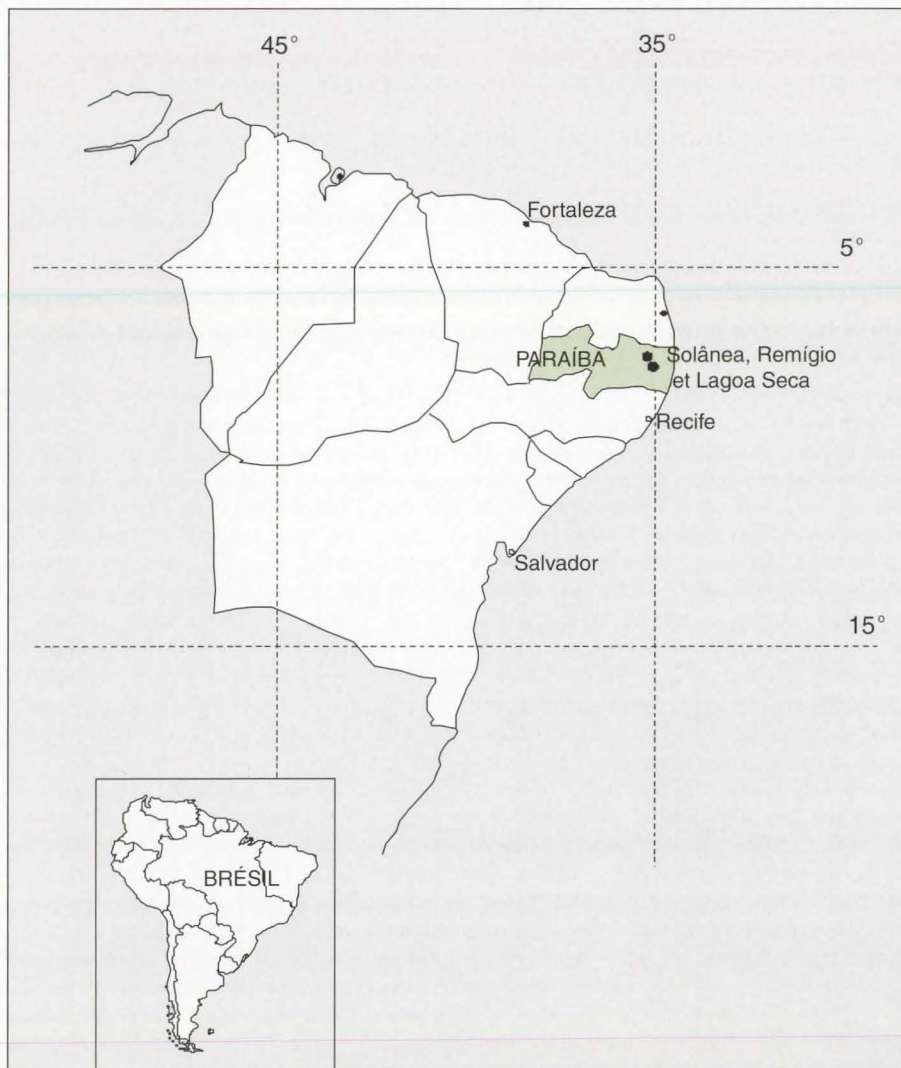 45°
35°
Fortaleza
5°
PARAÍBA
Solânea, Remígio
et Lagoa Seca
Recife
Salvador
15°
BRÉSIL